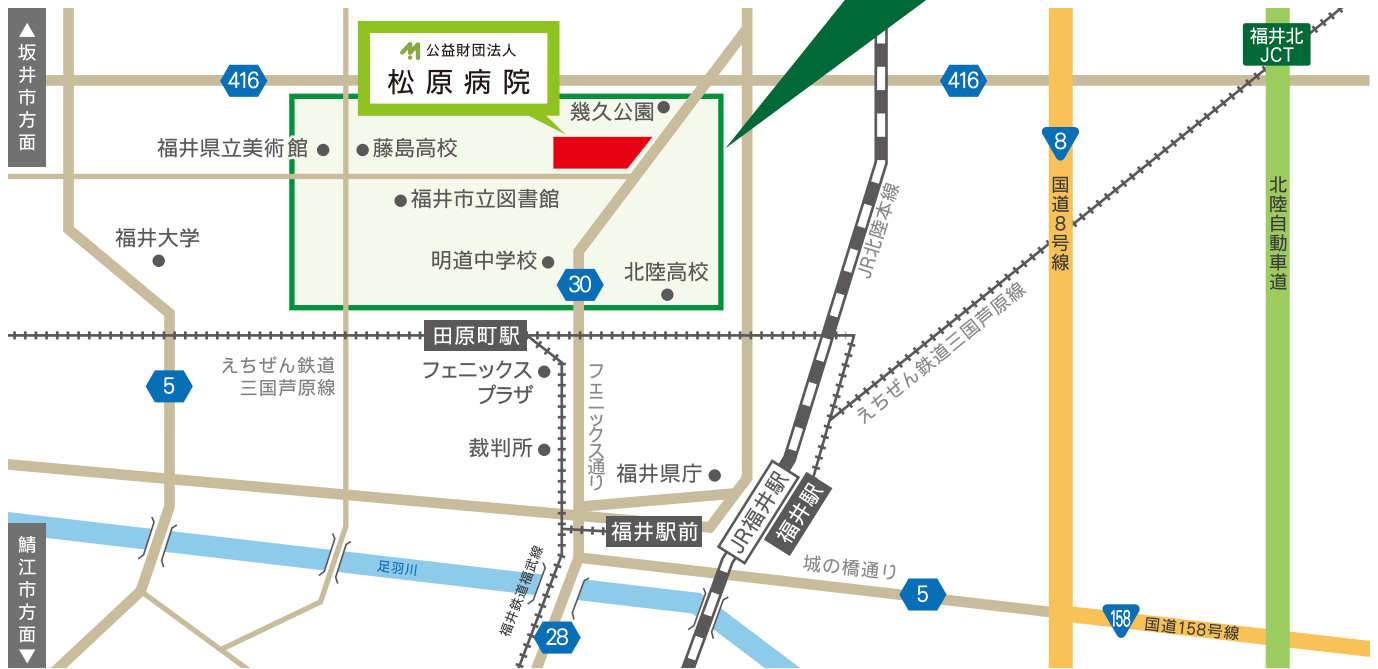 ▲坂井市方面
公益財団法人
松原病院
416
416
福井北
JCT
幾久公園
8
福井県立美術館
藤島高校
国道8号線
北陸自動車道
福井市立図書館
JR北陸本線
福井大学
明道中学校
北陸高校
30
田原町駅
えちぜん鉄道
三国芦原線
えちぜん鉄道三国芦原線
5
フェニックス
プラザ
フェニックス通り
裁判所
福井県庁
JR福井駅
福井駅
福井駅前
鯖江市方面▼
足羽川
福井鉄道福武線
城の橋通り
5
158
国道158号線
28